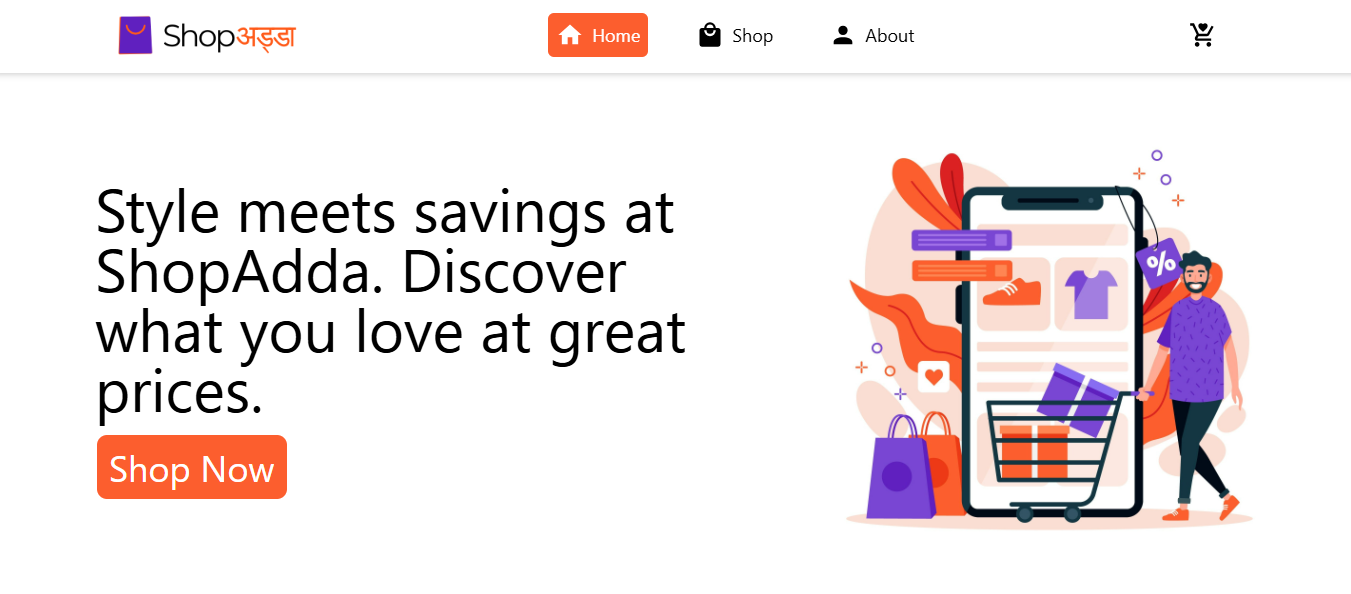 Shopअड्डा
Home
Shop
About
Style meets savings at
ShopAdda. Discover
what you love at great
prices.
Shop Now
%